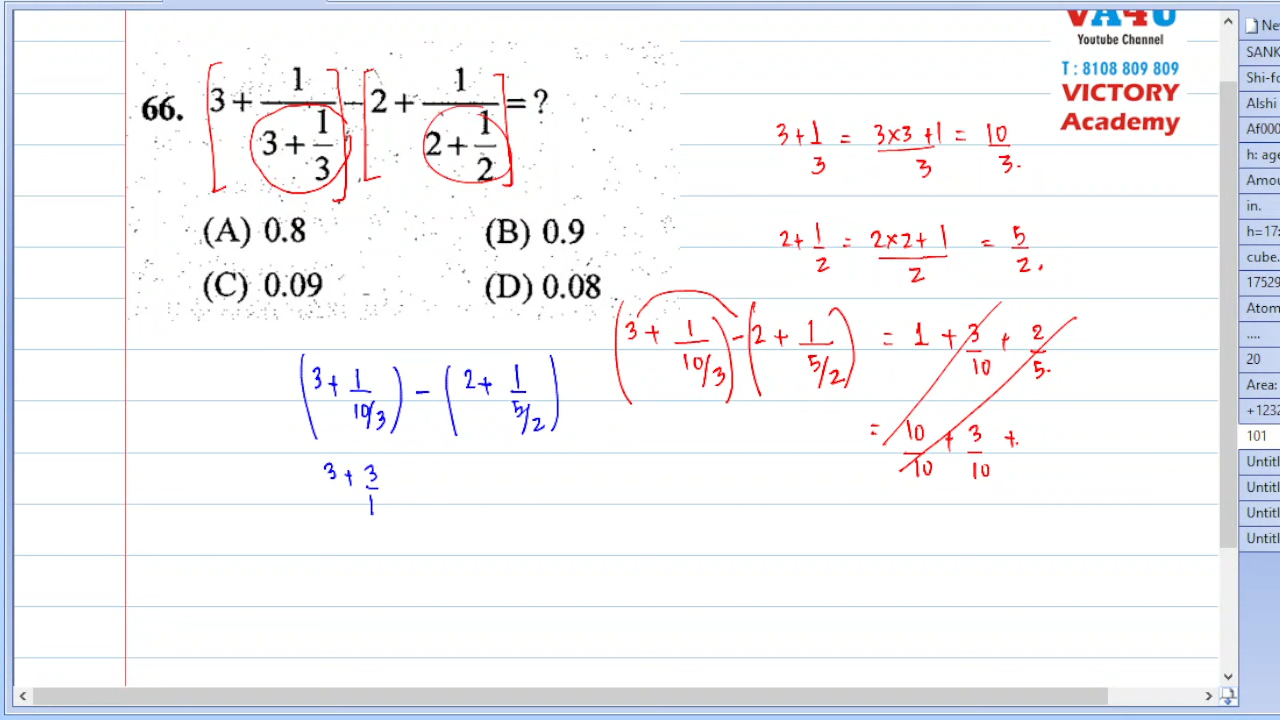 VA4U
Youtube Channel
T : 8108 809 809
VICTORY
Academy
66. [3 + 1/(3 + 1/3)] − [2 + 1/(2 + 1/2)] = ?
(A) 0.8 (B) 0.9
(C) 0.09 (D) 0.08
3 + 1/3 = (3×3+1)/3 = 10/3.
2 + 1/2 = (2×2+1)/2 = 5/2.
(3 + 1/(10/3)) − (2 + 1/(5/2)) = 1 + 3/10 + 2/5.
= 10/10 + 3/10 +
(3 + 1/(10/3)) − (2 + 1/(5/2))
3 + 3/1
SANK
Shi-fo
Alshi
Af000
h: age
Amou
in.
h=17:
cube.
17529
Atom
....
20
Area:
+1232
101
Untitl
Untitl
Untitl
Untitl